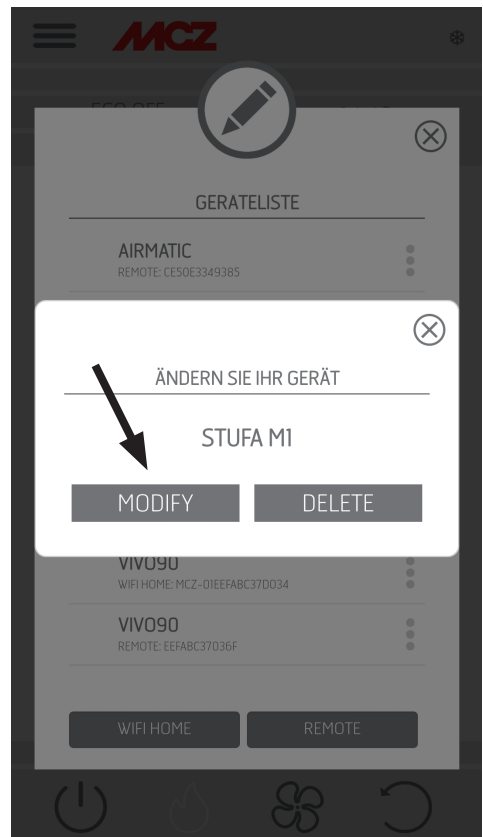 MCZ
GERÄTELISTE
AIRMATIC
REMOTE: CE50E3349385
ÄNDERN SIE IHR GERÄT
STUFA M1
MODIFY DELETE
VIVO90
WIFI HOME: MCZ-01EEFABC37D034
VIVO90
REMOTE: EEFABC37036F
WIFI HOME REMOTE